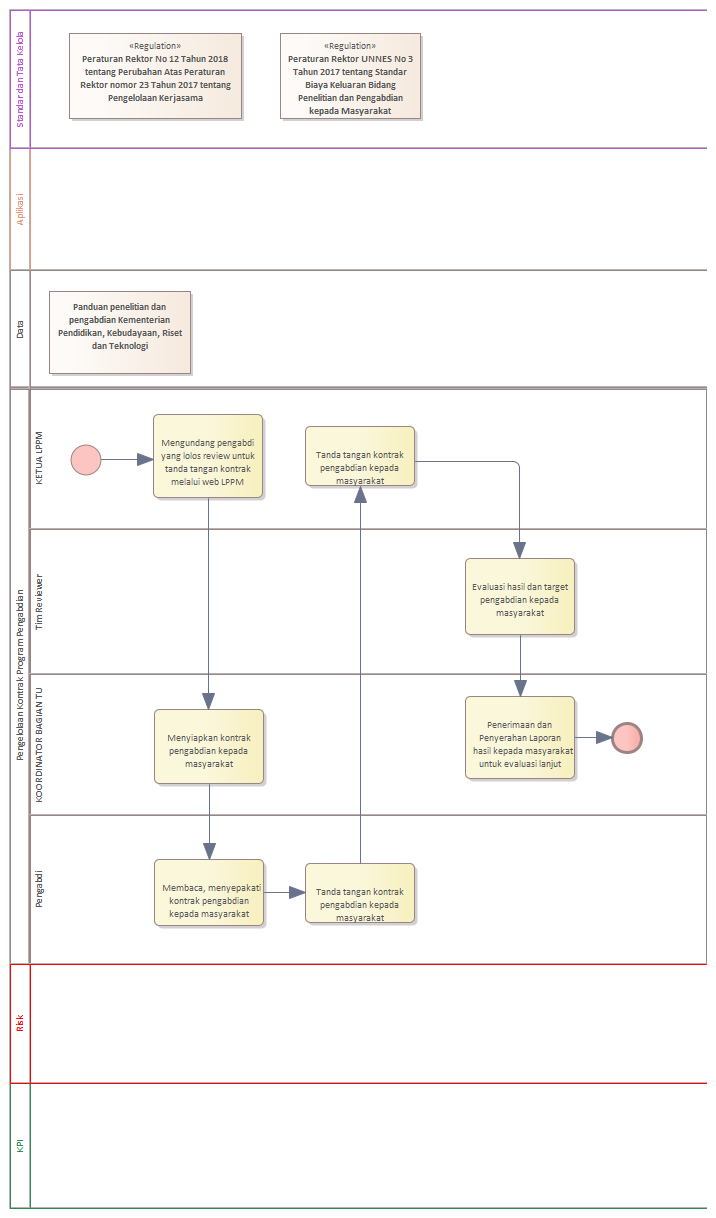 Standar dan Tata Kelola
«Regulation»
Peraturan Rektor No 12 Tahun 2018
tentang Perubahan Atas Peraturan
Rektor nomor 23 Tahun 2017 tentang
Pengelolaan Kerjasama
«Regulation»
Peraturan Rektor UNNES No 3
Tahun 2017 tentang Standar
Biaya Keluaran Bidang
Penelitian dan Pengabdian
kepada Masyarakat
Aplikasi
Data
Panduan penelitian dan
pengabdian Kementerian
Pendidikan, Kebudayaan, Riset
dan Teknologi
Pengelolaan Kontrak Program Pengabdian
KETUA LPPM
Mengundang pengabdi
yang lolos review untuk
tanda tangan kontrak
melalui web LPPM
Tanda tangan kontrak
pengabdian kepada
masyarakat
Tim Reviewer
Evaluasi hasil dan target
pengabdian kepada
masyarakat
KOORDINATOR BAGIAN TU
Menyiapkan kontrak
pengabdian kepada
masyarakat
Penerimaan dan
Penyerahan Laporan
hasil kepada masyarakat
untuk evaluasi lanjut
Pengabdi
Membaca, menyepakati
kontrak pengabdian
kepada masyarakat
Tanda tangan kontrak
pengabdian kepada
masyarakat
Risk
KPI